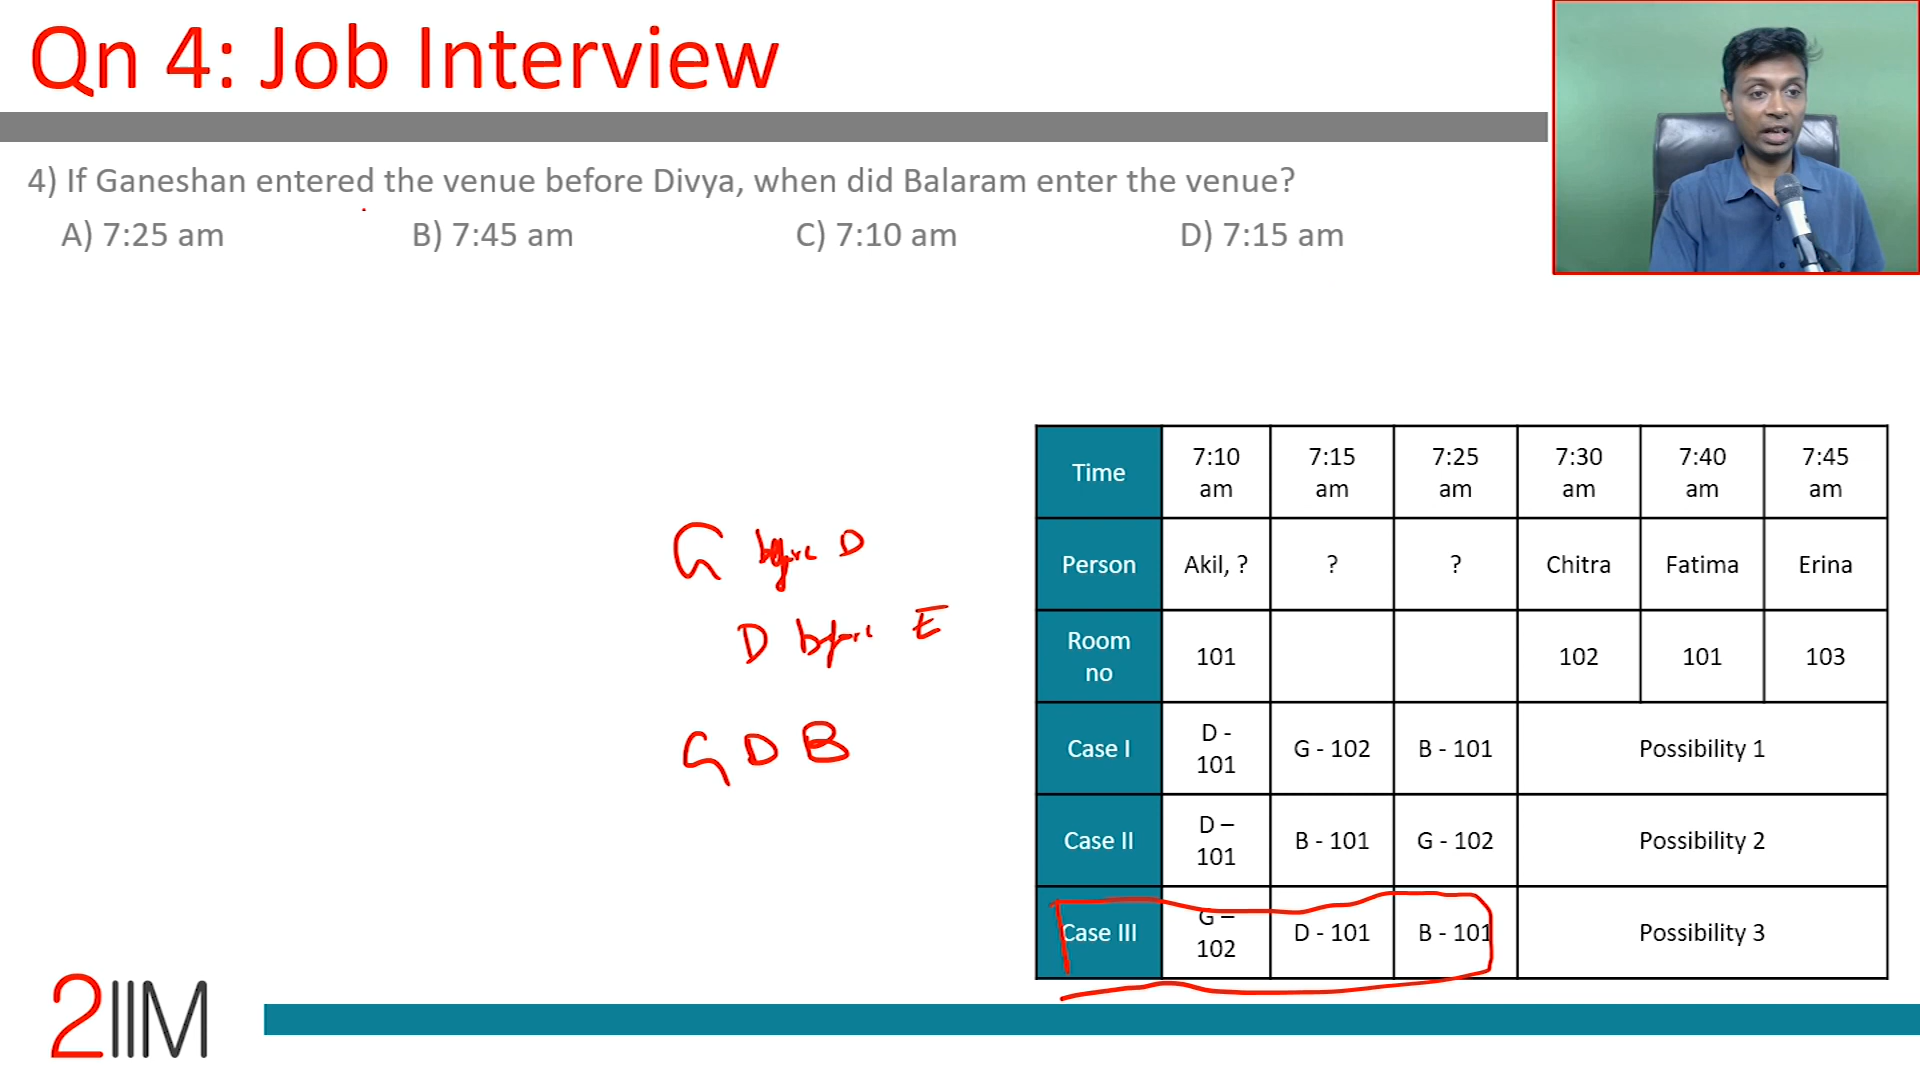 Qn 4: Job Interview
4) If Ganeshan entered the venue before Divya, when did Balaram enter the venue?
A) 7:25 am B) 7:45 am C) 7:10 am D) 7:15 am
G before D
D before E
G D B
Time 7:10 am 7:15 am 7:25 am 7:30 am 7:40 am 7:45 am
Person Akil, ? ? ? Chitra Fatima Erina
Room no 101 102 101 103
Case I D - 101 G - 102 B - 101 Possibility 1
Case II D – 101 B - 101 G - 102 Possibility 2
Case III G – 102 D - 101 B - 101 Possibility 3
2IIM